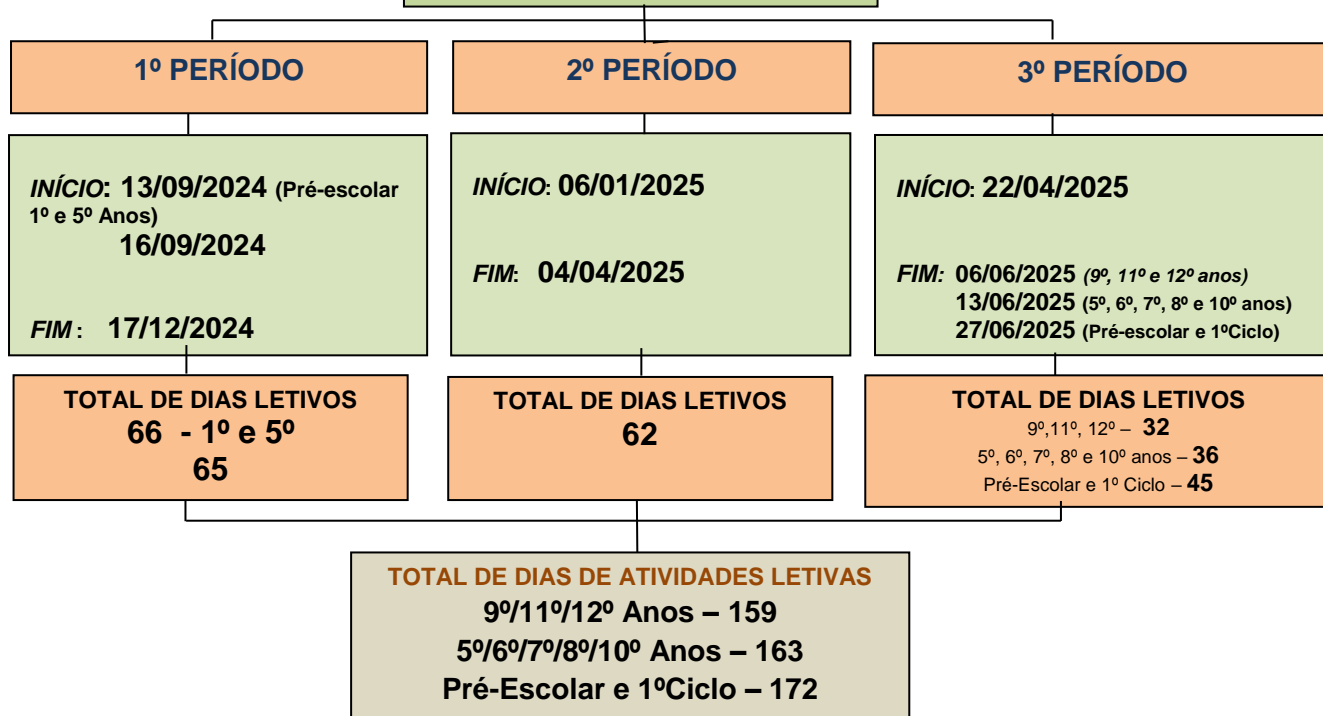 1º PERÍODO
INÍCIO: 13/09/2024 (Pré-escolar
1º e 5º Anos)
16/09/2024
FIM : 17/12/2024
TOTAL DE DIAS LETIVOS
66 - 1º e 5º
65
2º PERÍODO
INÍCIO: 06/01/2025
FIM: 04/04/2025
TOTAL DE DIAS LETIVOS
62
3º PERÍODO
INÍCIO: 22/04/2025
FIM: 06/06/2025 (9º, 11º e 12º anos)
13/06/2025 (5º, 6º, 7º, 8º e 10º anos)
27/06/2025 (Pré-escolar e 1ºCiclo)
TOTAL DE DIAS LETIVOS
9º,11º, 12º – 32
5º, 6º, 7º, 8º e 10º anos – 36
Pré-Escolar e 1º Ciclo – 45
TOTAL DE DIAS DE ATIVIDADES LETIVAS
9º/11º/12º Anos – 159
5º/6º/7º/8º/10º Anos – 163
Pré-Escolar e 1ºCiclo – 172